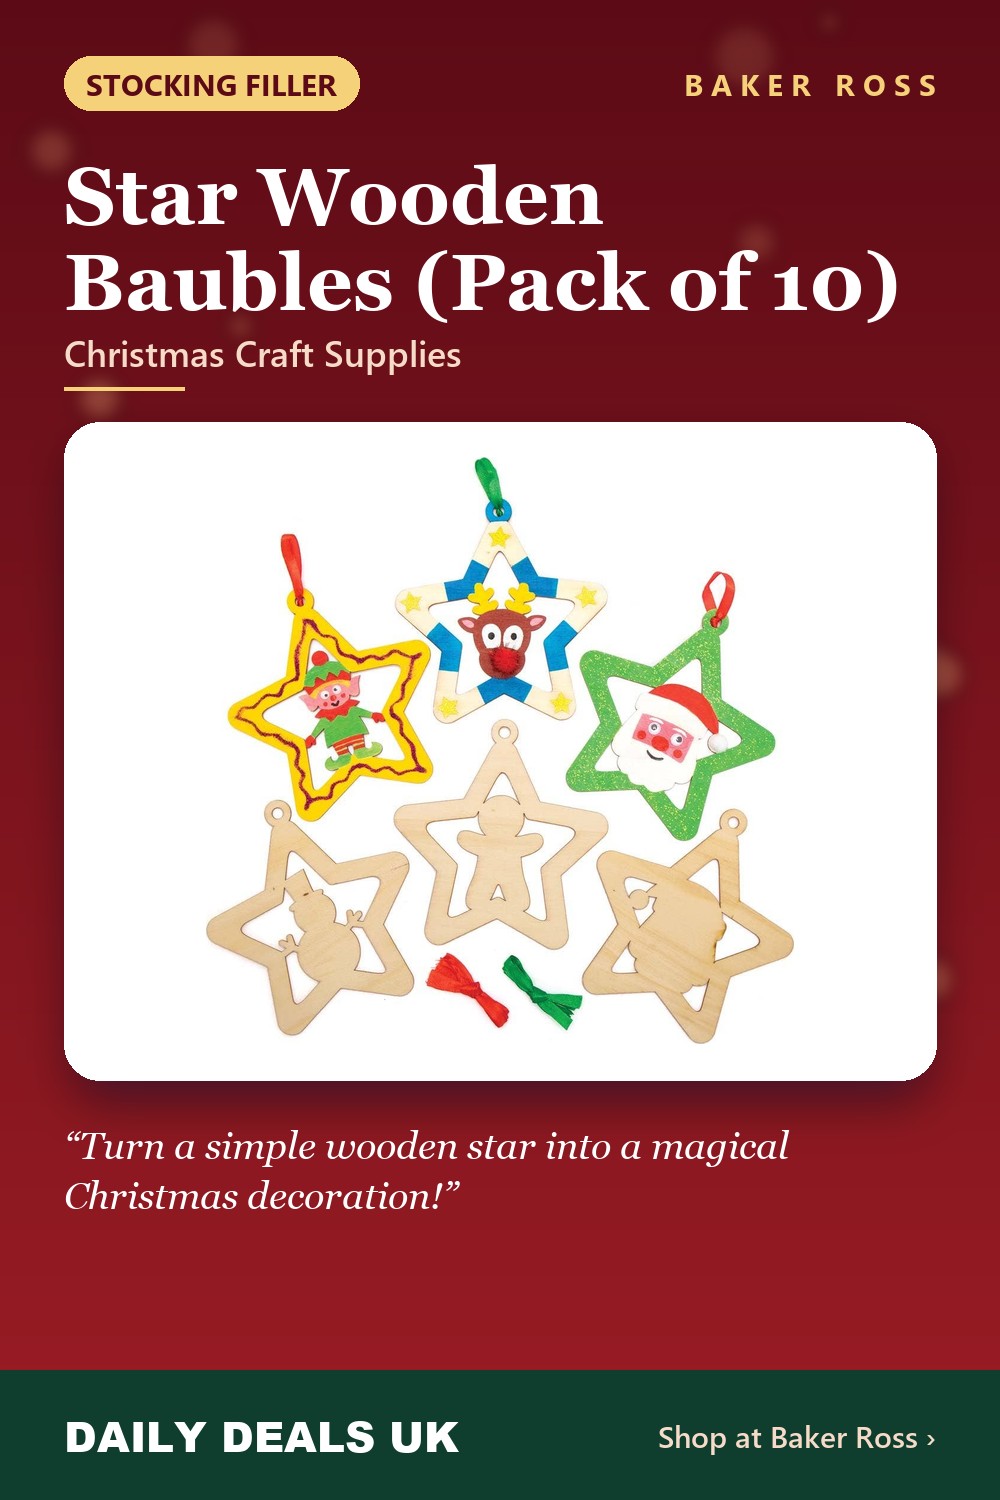 STOCKING FILLER
BAKER ROSS
Star Wooden
Baubles (Pack of 10)
Christmas Craft Supplies
“Turn a simple wooden star into a magical
Christmas decoration!”
DAILY DEALS UK
Shop at Baker Ross ›